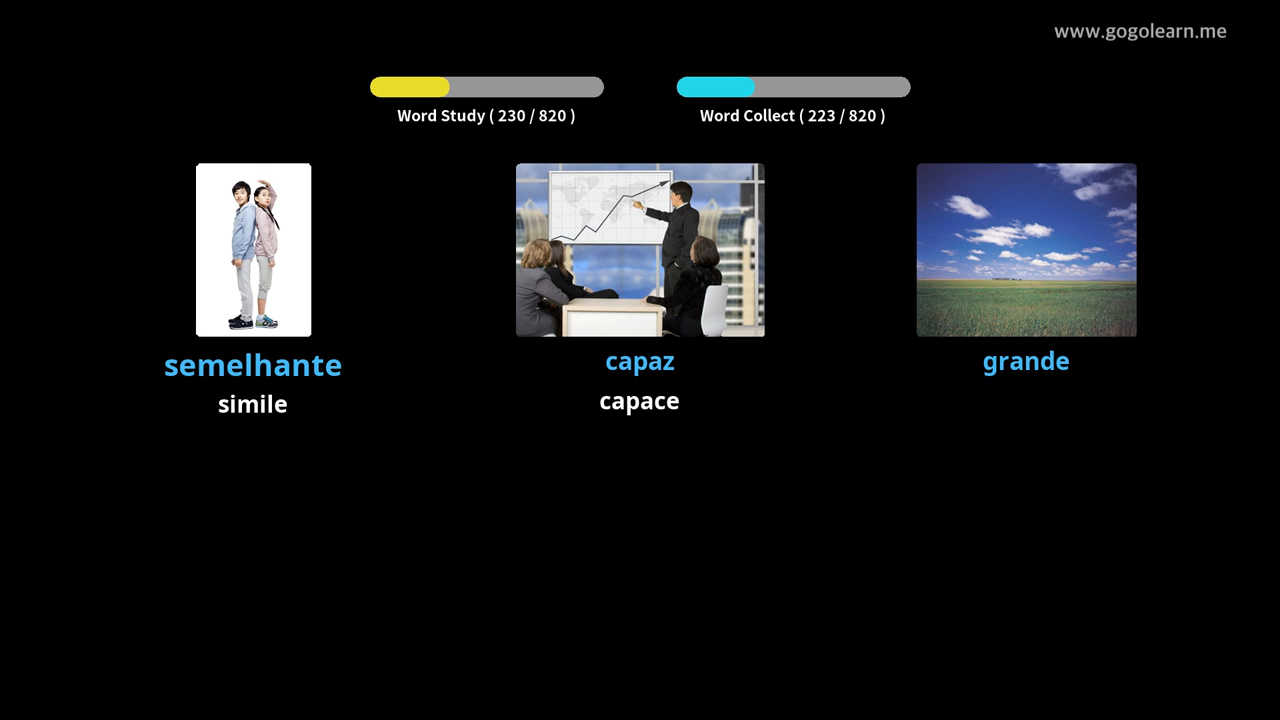 www.gogolearn.me
Word Study ( 230 / 820 )
Word Collect ( 223 / 820 )
semelhante
simile
capaz
capace
grande